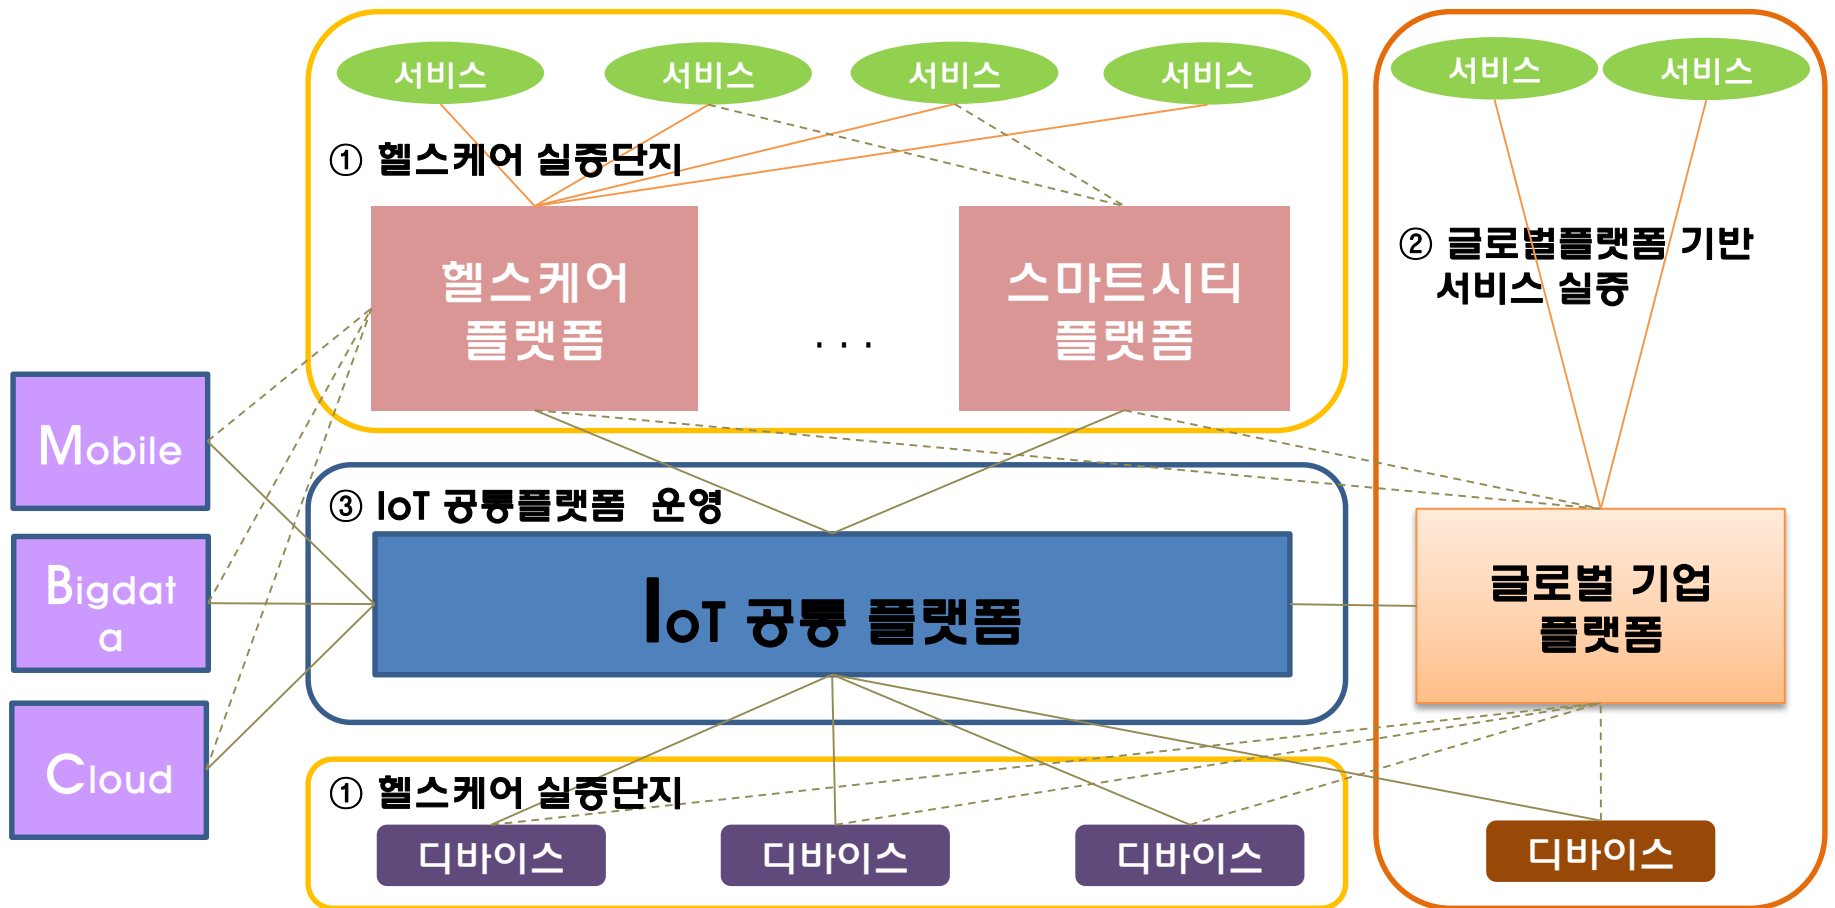 서비스
서비스
서비스
서비스
① 헬스케어 실증단지
헬스케어
플랫폼
...
스마트시티
플랫폼
서비스
서비스
② 글로벌플랫폼 기반
서비스 실증
Mobile
Bigdat
a
Cloud
③ IoT 공통플랫폼 운영
IoT 공통 플랫폼
글로벌 기업
플랫폼
① 헬스케어 실증단지
디바이스
디바이스
디바이스
디바이스